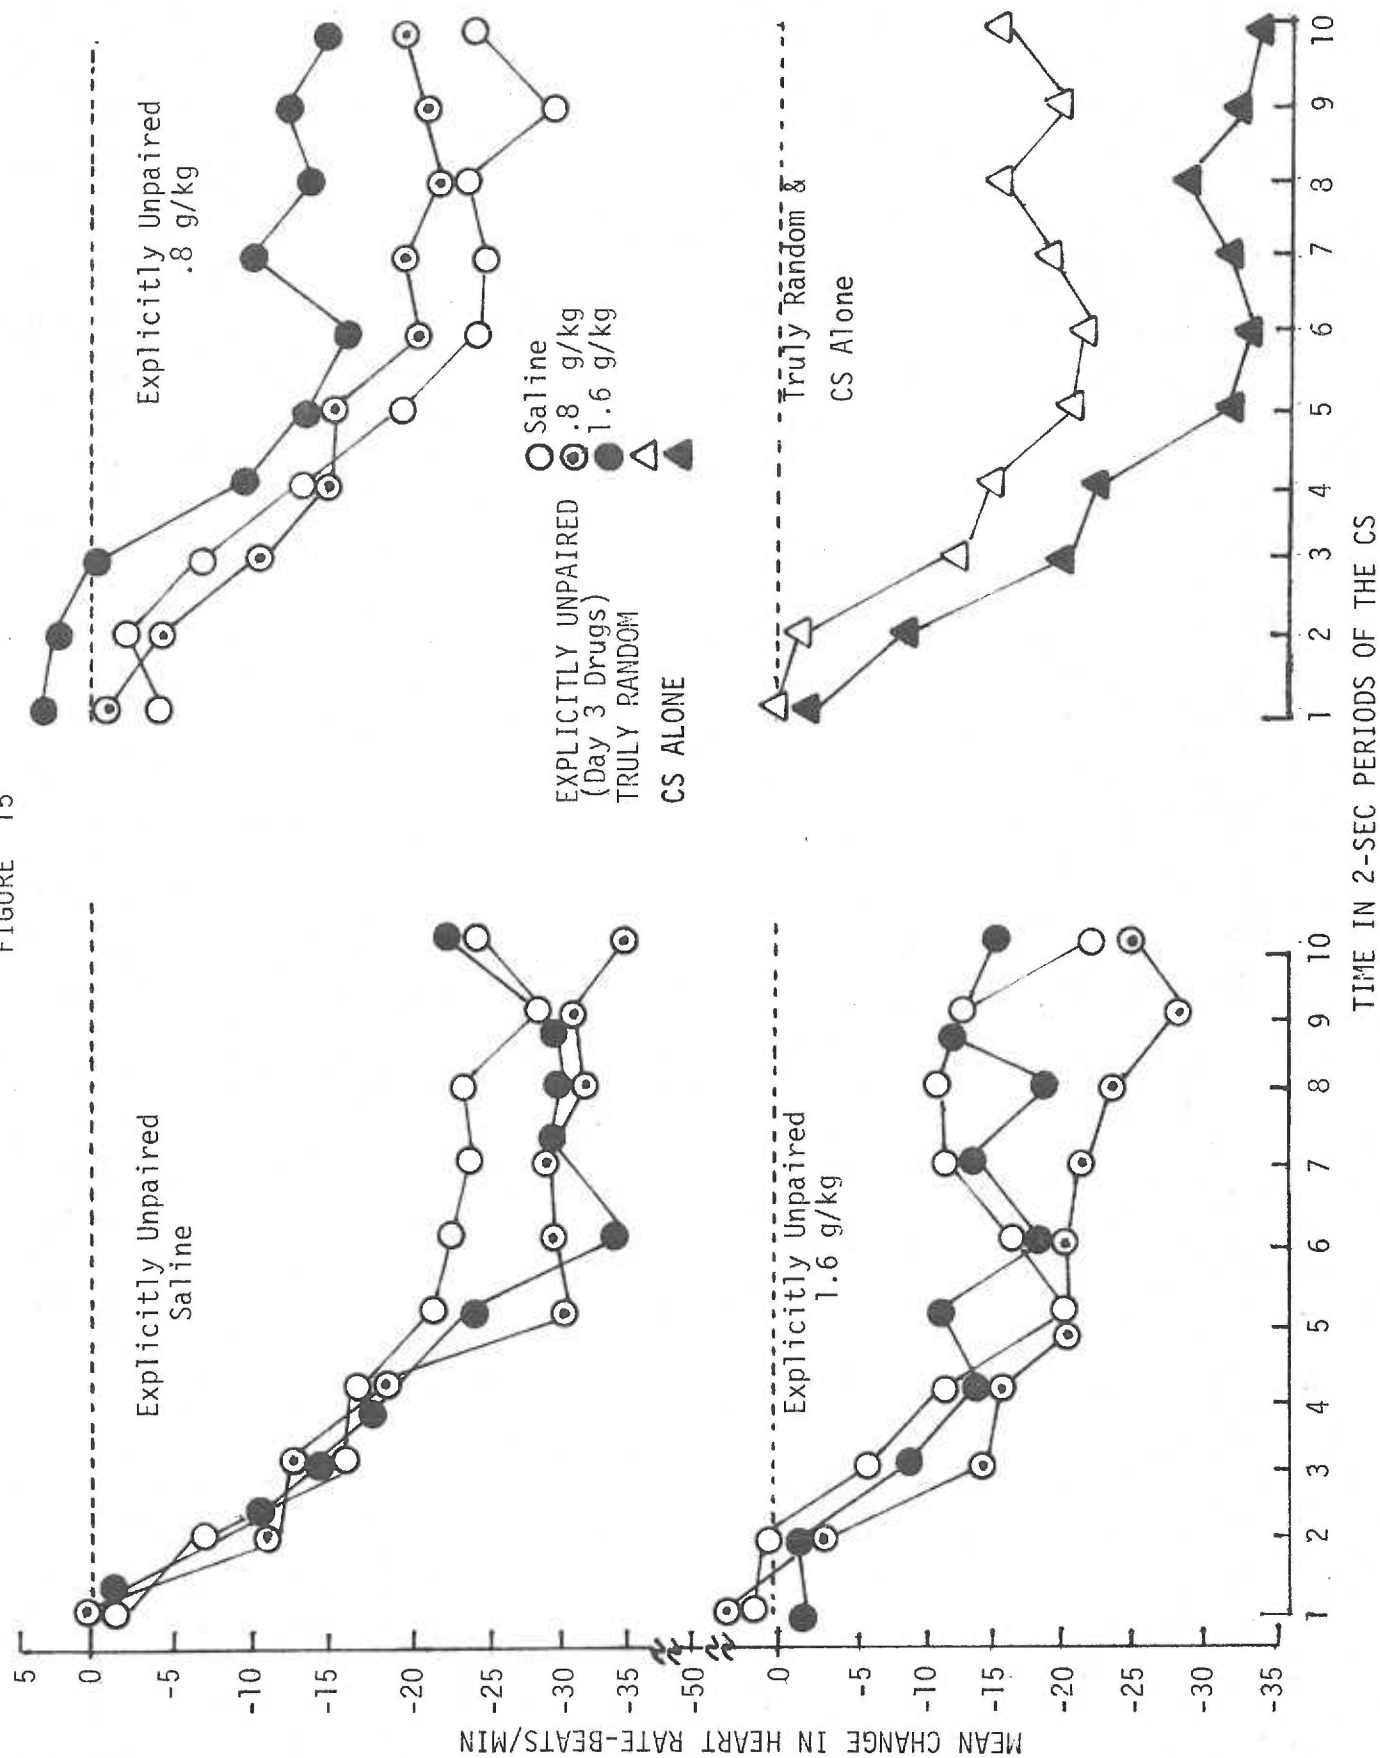 FIGURE 15
Explicitly Unpaired
Saline
Explicitly Unpaired
.8 g/kg
EXPLICITLY UNPAIRED
(Day 3 Drugs)
TRULY RANDOM
CS ALONE
Saline
.8 g/kg
1.6 g/kg
Explicitly Unpaired
1.6 g/kg
Truly Random &
CS Alone
MEAN CHANGE IN HEART RATE-BEATS/MIN
5
0
-5
-10
-15
-20
-25
-30
-35
-50
0
-5
-10
-15
-20
-25
-30
-35
1 2 3 4 5 6 7 8 9 10
1 2 3 4 5 6 7 8 9 10
TIME IN 2-SEC PERIODS OF THE CS